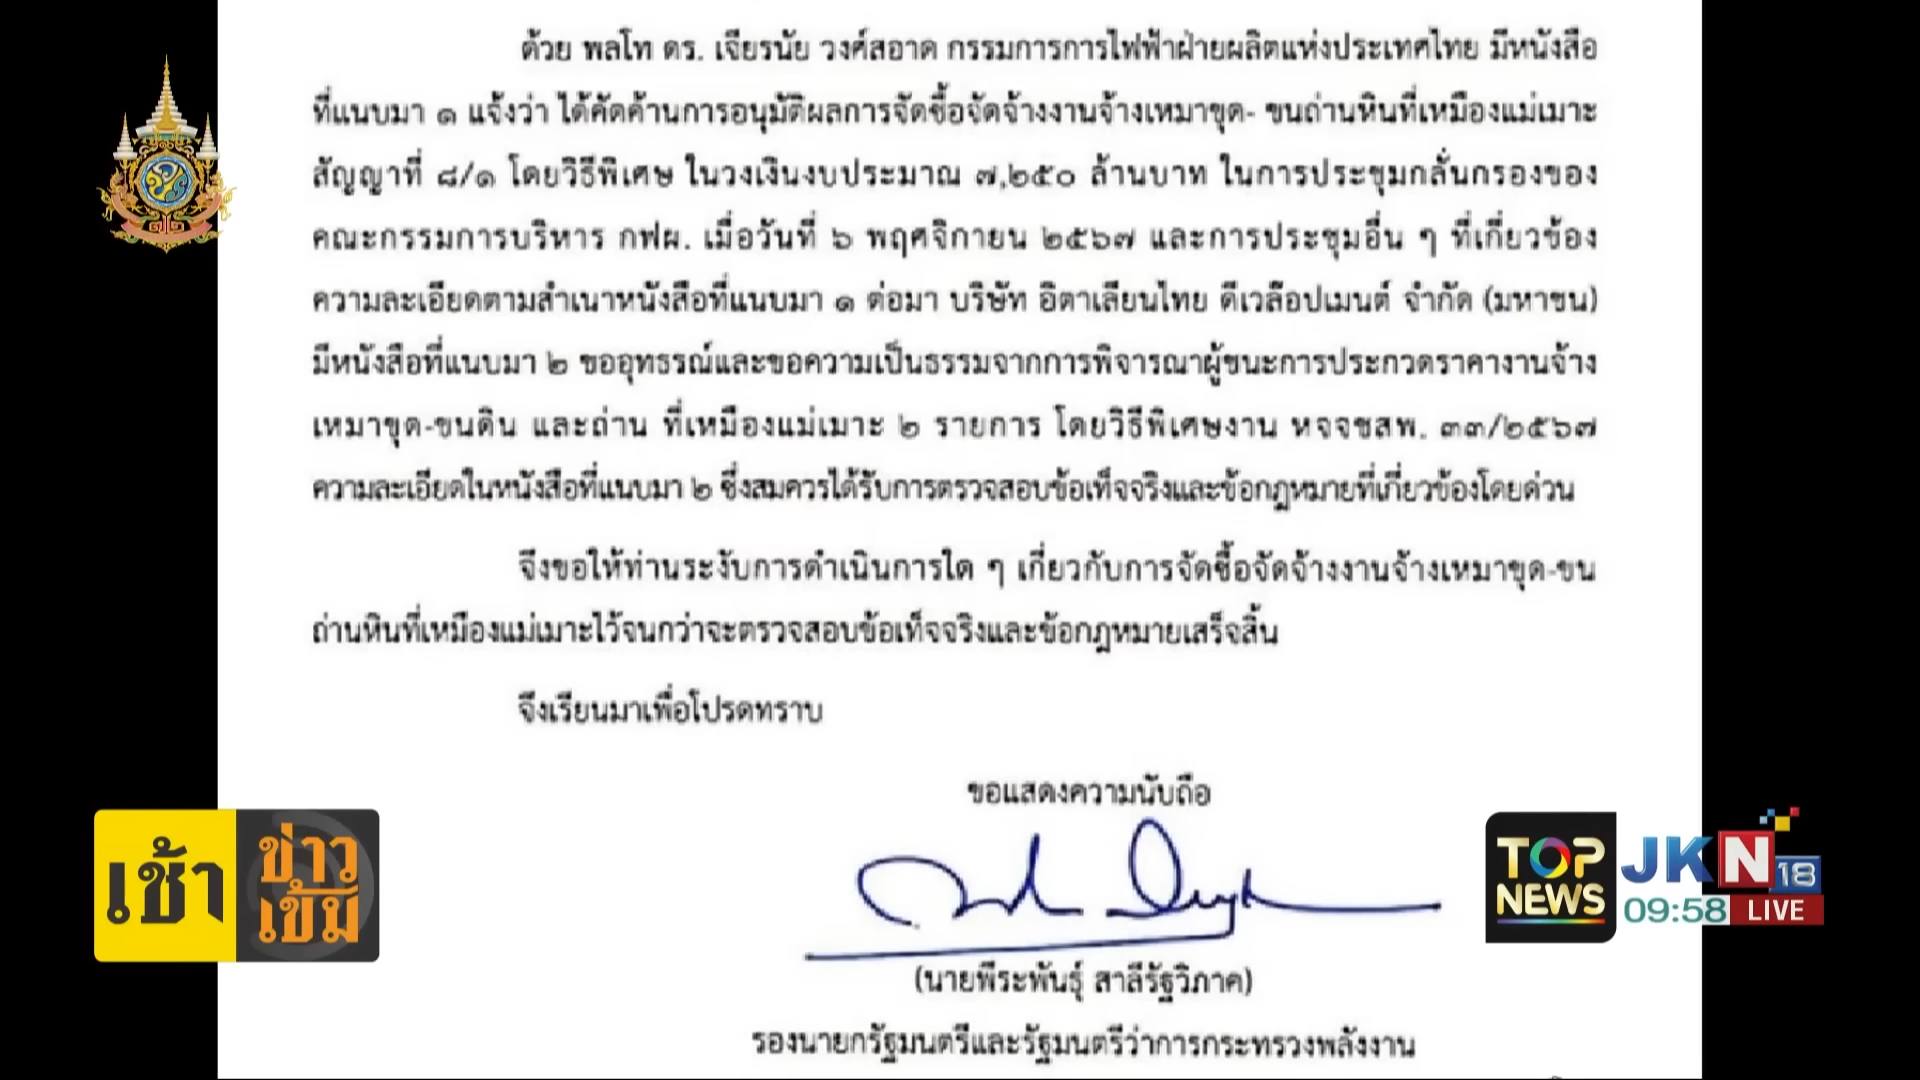 ด้วย พลโท ดร. เจียรนัย วงศ์สอาด กรรมการการไฟฟ้าฝ่ายผลิตแห่งประเทศไทย มีหนังสือ
ที่แนบมา ๑ แจ้งว่า ได้คัดค้านการอนุมัติผลการจัดซื้อจัดจ้างงานจ้างเหมาขุด- ขนถ่านหินที่เหมืองแม่เมาะ
สัญญาที่ ๘/๑ โดยวิธีพิเศษ ในวงเงินงบประมาณ ๗,๒๕๐ ล้านบาท ในการประชุมกลั่นกรองของ
คณะกรรมการบริหาร กฟผ. เมื่อวันที่ ๖ พฤศจิกายน ๒๕๖๗ และการประชุมอื่น ๆ ที่เกี่ยวข้อง
ความละเอียดตามสำเนาหนังสือที่แนบมา ๑ ต่อมา บริษัท อิตาเลียนไทย ดีเวล๊อปเมนต์ จำกัด (มหาชน)
มีหนังสือที่แนบมา ๒ ขออุทธรณ์และขอความเป็นธรรมจากการพิจารณาผู้ชนะการประกวดราคางานจ้าง
เหมาขุด-ขนดิน และถ่าน ที่เหมืองแม่เมาะ ๒ รายการ โดยวิธีพิเศษงาน หจจชสพ. ๓๓/๒๕๖๗
ความละเอียดในหนังสือที่แนบมา ๒ ซึ่งสมควรได้รับการตรวจสอบข้อเท็จจริงและข้อกฎหมายที่เกี่ยวข้องโดยด่วน
จึงขอให้ท่านระงับการดำเนินการใด ๆ เกี่ยวกับการจัดซื้อจัดจ้างงานจ้างเหมาขุด-ขน
ถ่านหินที่เหมืองแม่เมาะไว้จนกว่าจะตรวจสอบข้อเท็จจริงและข้อกฎหมายเสร็จสิ้น
จึงเรียนมาเพื่อโปรดทราบ
ขอแสดงความนับถือ
(นายพีระพันธุ์ สาลีรัฐวิภาค)
รองนายกรัฐมนตรีและรัฐมนตรีว่าการกระทรวงพลังงาน
เช้า
ข่าว
เข้ม
TOP
NEWS
JKN 18
09:58 LIVE